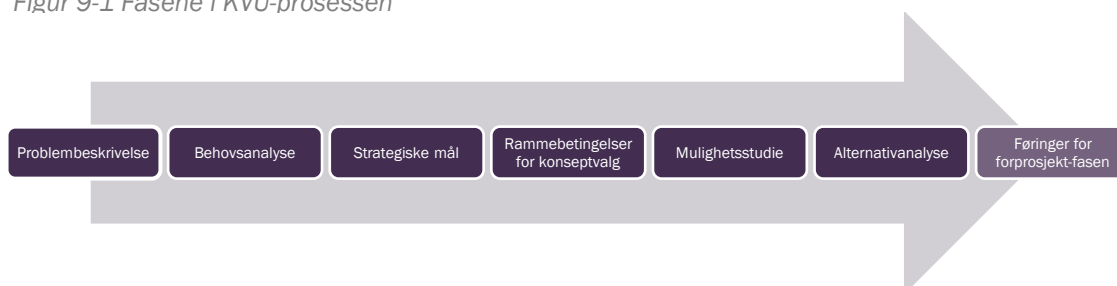 Figur 9-1 Fasene i KVU-prosessen
Problembeskrivelse
Behovsanalyse
Strategiske mål
Rammebetingelser
for konseptvalg
Mulighetsstudie
Alternativanalyse
Føringer for
forprosjekt-fasen